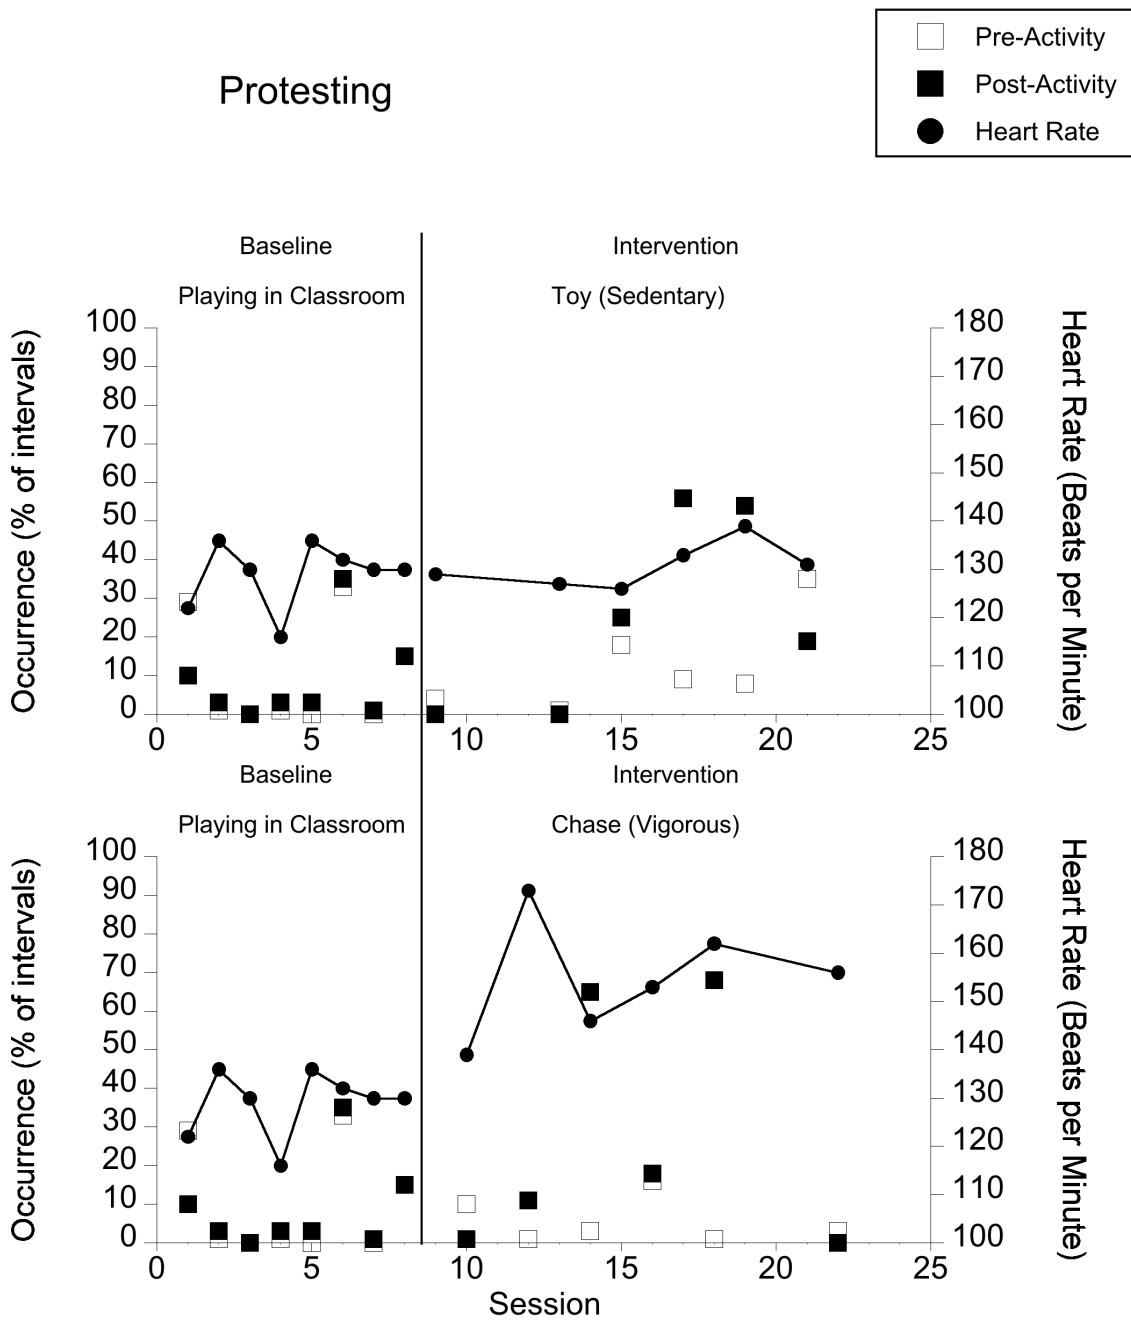 Pre-Activity
Post-Activity
Heart Rate
Protesting
Baseline
Intervention
Playing in Classroom
Toy (Sedentary)
Occurrence (% of intervals)
100
90
80
70
60
50
40
30
20
10
0
180
170
160
150
140
130
120
110
100
Heart Rate (Beats per Minute)
0 5 10 15 20 25
Baseline
Intervention
Playing in Classroom
Chase (Vigorous)
Occurrence (% of intervals)
100
90
80
70
60
50
40
30
20
10
0
180
170
160
150
140
130
120
110
100
Heart Rate (Beats per Minute)
0 5 10 15 20 25
Session